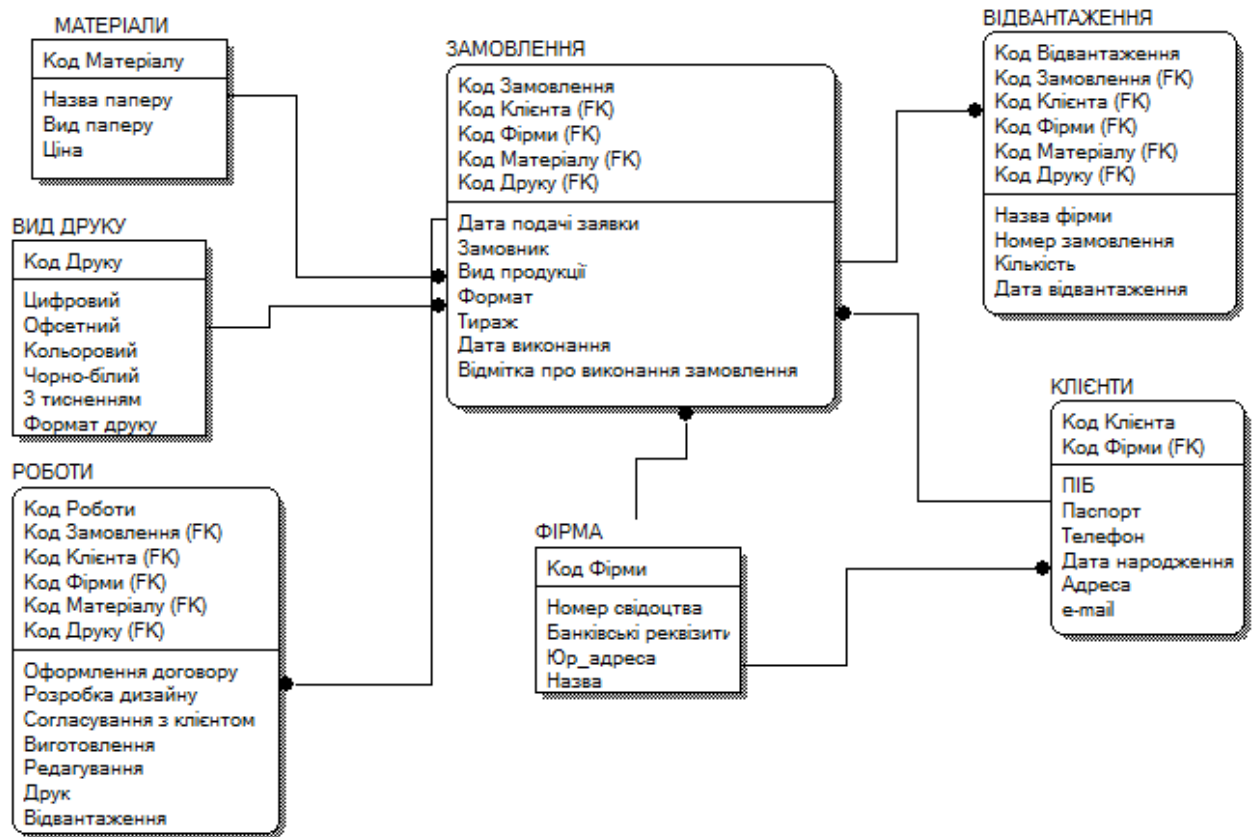 МАТЕРІАЛИ
Код Матеріалу
Назва паперу
Вид паперу
Ціна
ЗАМОВЛЕННЯ
Код Замовлення
Код Клієнта (FK)
Код Фірми (FK)
Код Матеріалу (FK)
Код Друку (FK)
Дата подачі заявки
Замовник
Вид продукції
Формат
Тираж
Дата виконання
Відмітка про виконання замовлення
ВІДВАНТАЖЕННЯ
Код Відвантаження
Код Замовлення (FK)
Код Клієнта (FK)
Код Фірми (FK)
Код Матеріалу (FK)
Код Друку (FK)
Назва фірми
Номер замовлення
Кількість
Дата відвантаження
ВИД ДРУКУ
Код Друку
Цифровий
Офсетний
Кольоровий
Чорно-білий
З тисненням
Формат друку
РОБОТИ
Код Роботи
Код Замовлення (FK)
Код Клієнта (FK)
Код Фірми (FK)
Код Матеріалу (FK)
Код Друку (FK)
Оформлення договору
Розробка дизайну
Согласування з клієнтом
Виготовлення
Редагування
Друк
Відвантаження
ФІРМА
Код Фірми
Номер свідоцтва
Банківські реквізити
Юр_адреса
Назва
КЛІЄНТИ
Код Клієнта
Код Фірми (FK)
ПІБ
Паспорт
Телефон
Дата народження
Адреса
e-mail